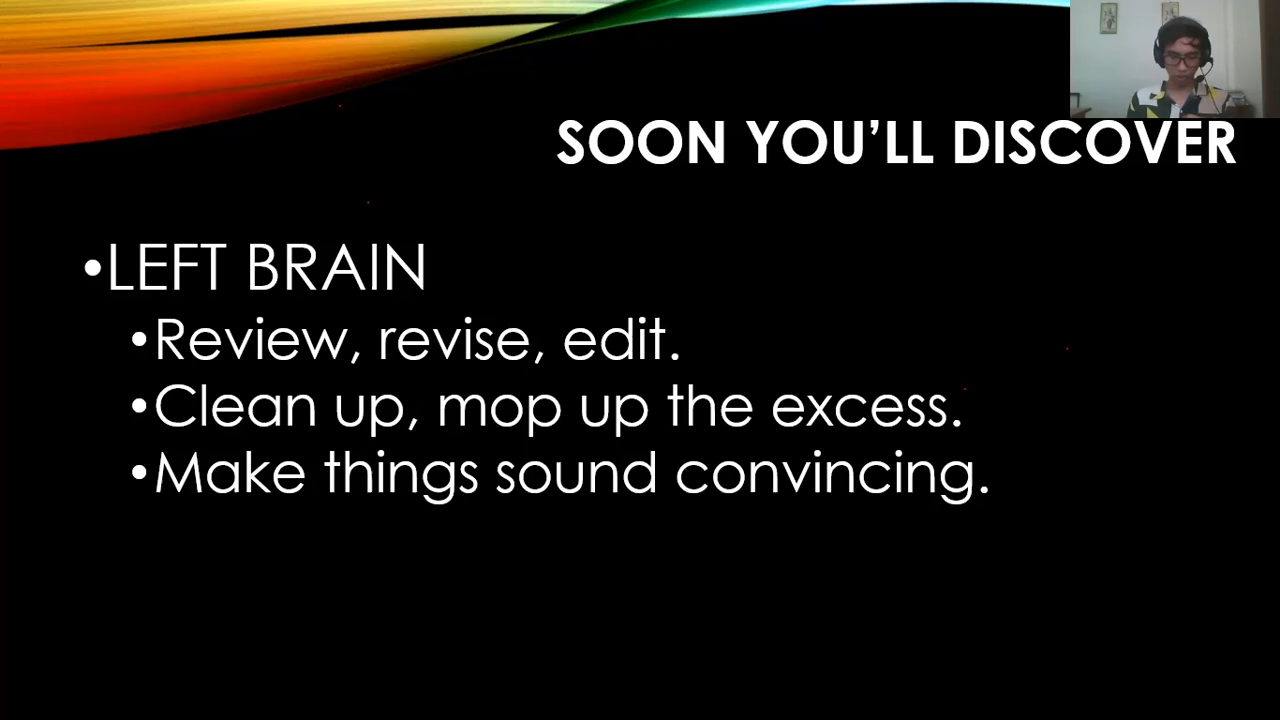 SOON YOU’LL DISCOVER
•LEFT BRAIN
•Review, revise, edit.
•Clean up, mop up the excess.
•Make things sound convincing.